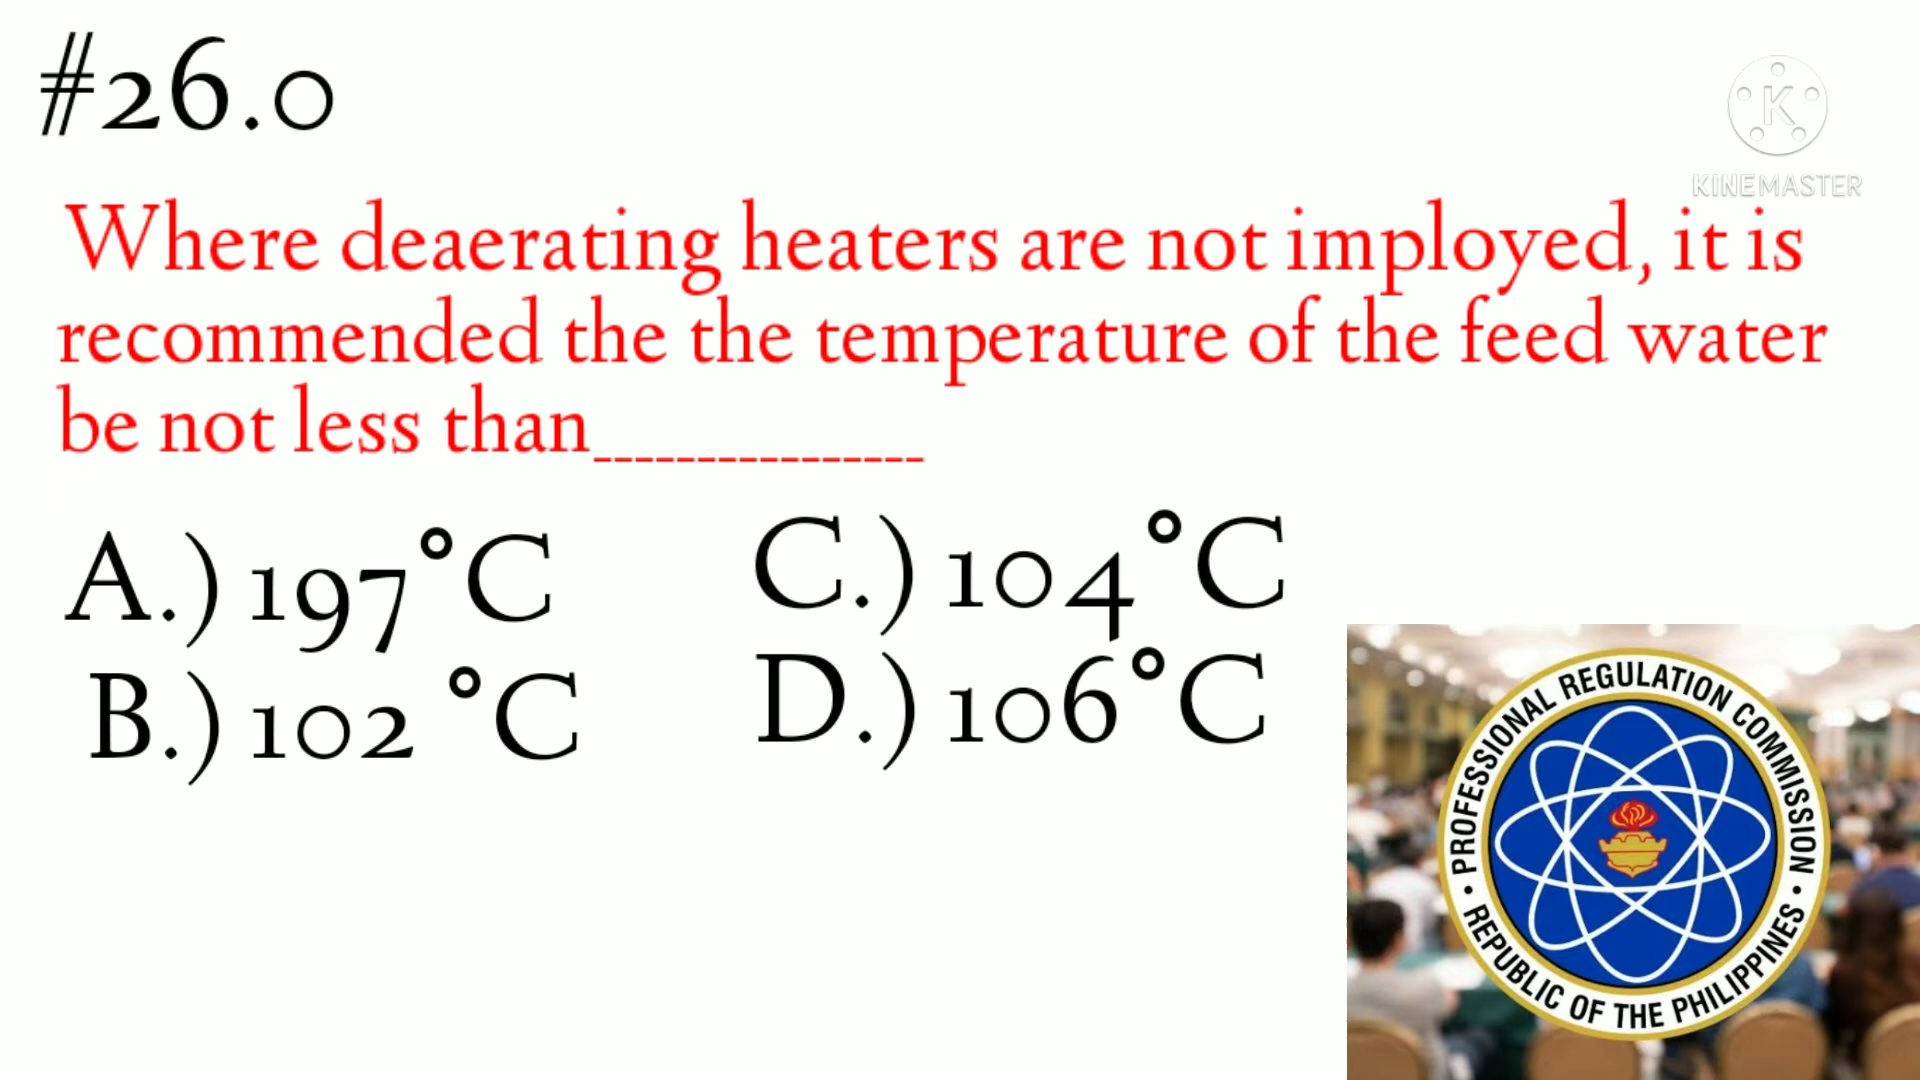 #26.0
KINEMASTER
Where deaerating heaters are not imployed, it is
recommended the the temperature of the feed water
be not less than_______________
A.) 197°C
C.) 104°C
B.) 102 °C
D.) 106°C
PROFESSIONAL REGULATION COMMISSION
REPUBLIC OF THE PHILIPPINES